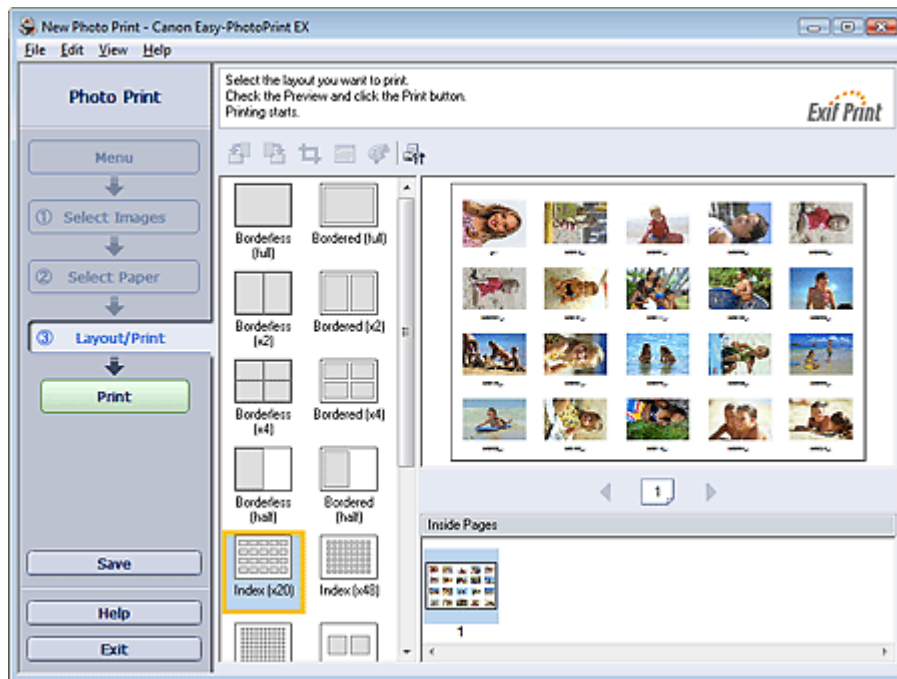 New Photo Print - Canon Easy-PhotoPrint EX
File Edit View Help
Photo Print
Select the layout you want to print.
Check the Preview and click the Print button.
Printing starts.
Exif Print
Menu
① Select Images
② Select Paper
③ Layout/Print
Print
Save
Help
Exit
Borderless (full)
Bordered (full)
Borderless (x2)
Bordered (x2)
Borderless (x4)
Bordered (x4)
Borderless (half)
Bordered (half)
Index (x20)
Index (x48)
1
Inside Pages
1